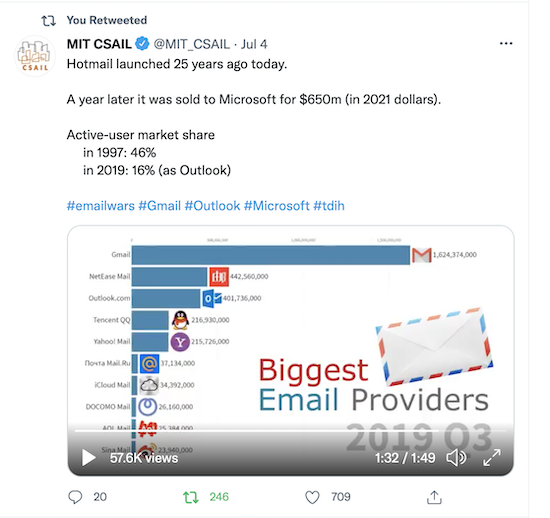 You Retweeted
MIT CSAIL @MIT_CSAIL · Jul 4
CSAIL
Hotmail launched 25 years ago today.
A year later it was sold to Microsoft for $650m (in 2021 dollars).
Active-user market share
in 1997: 46%
in 2019: 16% (as Outlook)
#emailwars #Gmail #Outlook #Microsoft #tdih
Gmail 1,624,374,000
NetEase Mail 442,560,000
Outlook.com 401,736,000
Tencent QQ 216,930,000
Yahoo! Mail 215,726,000
Почта Mail.Ru 37,134,000
iCloud Mail 34,392,000
DOCOMO Mail 26,160,000
AOL Mail
Sina Mail 23,940,000
Biggest
Email Providers
2019 Q3
57.6K views
1:32 / 1:49
20 246 709